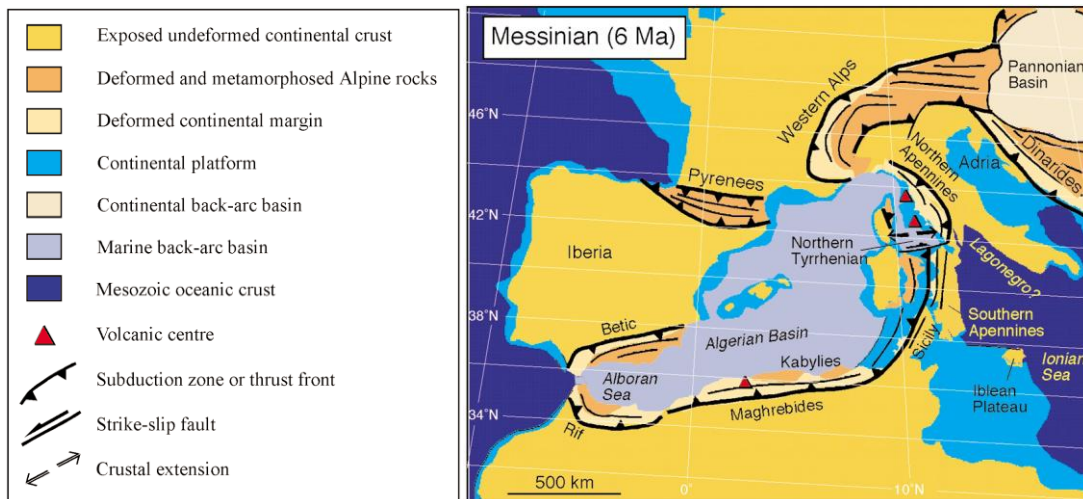 Exposed undeformed continental crust
Deformed and metamorphosed Alpine rocks
Deformed continental margin
Continental platform
Continental back-arc basin
Marine back-arc basin
Mesozoic oceanic crust
Volcanic centre
Subduction zone or thrust front
Strike-slip fault
Crustal extension
Messinian (6 Ma)
Pannonian
Basin
Western Alps
46°N
Northern
Apennines
Adria
Dinarides
Pyrenees
42°N
Iberia
Northern
Tyrrhenian
Lagonegro?
38°N
Betic
Algerian Basin
Southern
Apennines
Sicily
Kabylies
Ionian
Sea
Alboran
Sea
Iblean
Plateau
34°N
Maghrebides
Rif
500 km
0°
10°N